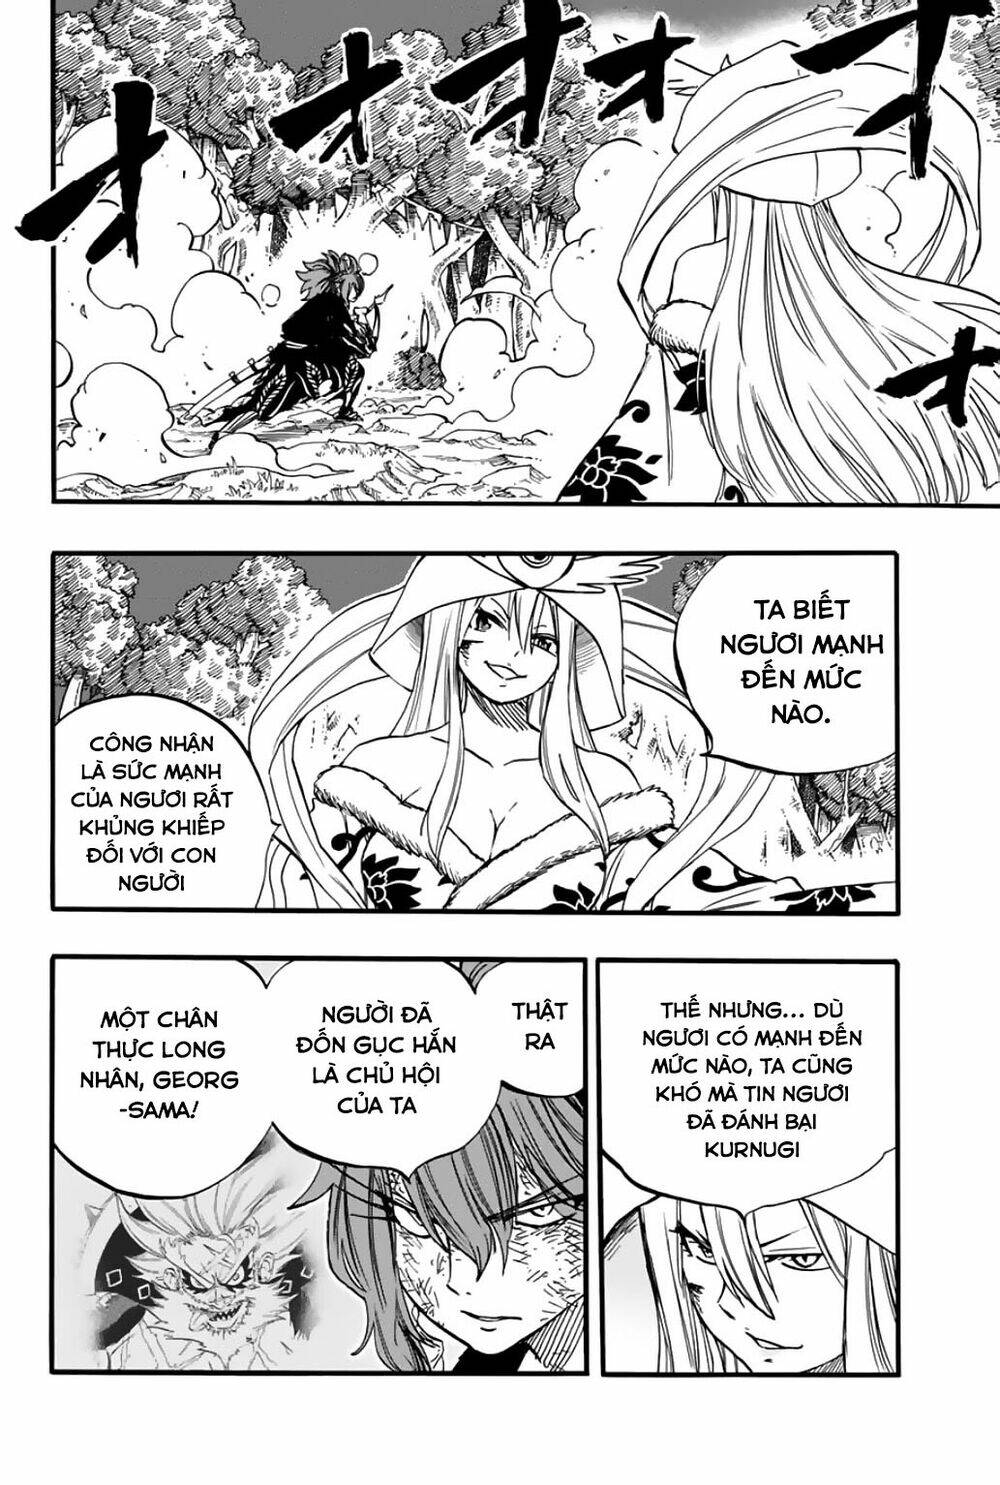 オオオオオ
TA BIẾT
NGƯƠI MẠNH
ĐẾN MỨC
NÀO.
CÔNG NHẬN
LÀ SỨC MẠNH
CỦA NGƯƠI RẤT
KHỦNG KHIẾP
ĐỐI VỚI CON
NGƯỜI
THẾ NHƯNG... DÙ
NGƯƠI CÓ MẠNH ĐẾN
MỨC NÀO, TA CŨNG
KHÓ MÀ TIN NGƯƠI
ĐÃ ĐÁNH BẠI
KURNUGI
THẬT
RA
NGƯỜI ĐÃ
ĐỐN GỤC HẮN
LÀ CHỦ HỘI
CỦA TA
MỘT CHÂN
THỰC LONG
NHÂN, GEORG
-SAMA!